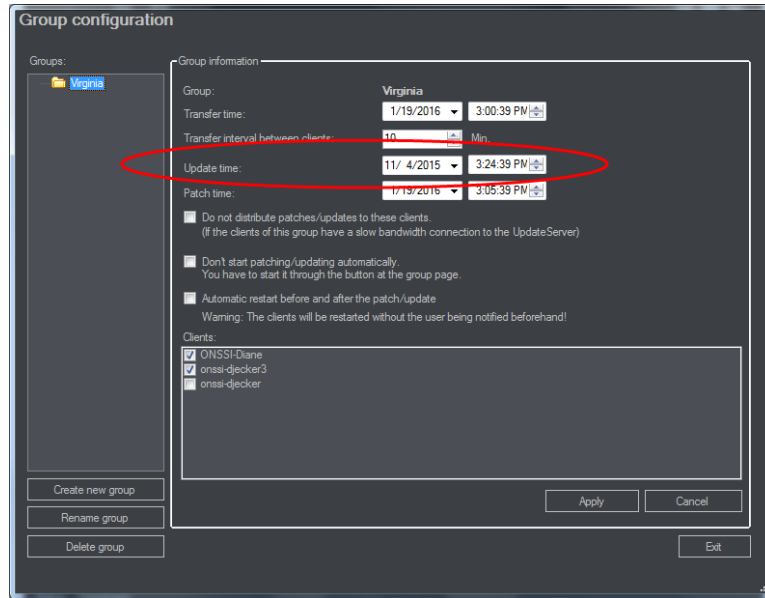 Group configuration
Groups:
Virginia
Group information
Group: Virginia
Transfer time: 1/19/2016 3:00:39 PM
Transfer interval between clients: 10 Min.
Update time: 11/ 4/2015 3:24:39 PM
Patch time: 1/19/2016 3:05:39 PM
Do not distribute patches/updates to these clients.
(If the clients of this group have a slow bandwidth connection to the UpdateServer)
Don't start patching/updating automatically.
You have to start it through the button at the group page.
Automatic restart before and after the patch/update
Warning: The clients will be restarted without the user being notified beforehand!
Clients:
ONSSI-Diane
onssi-djecker3
onssi-djecker
Create new group
Rename group
Delete group
Apply Cancel
Exit